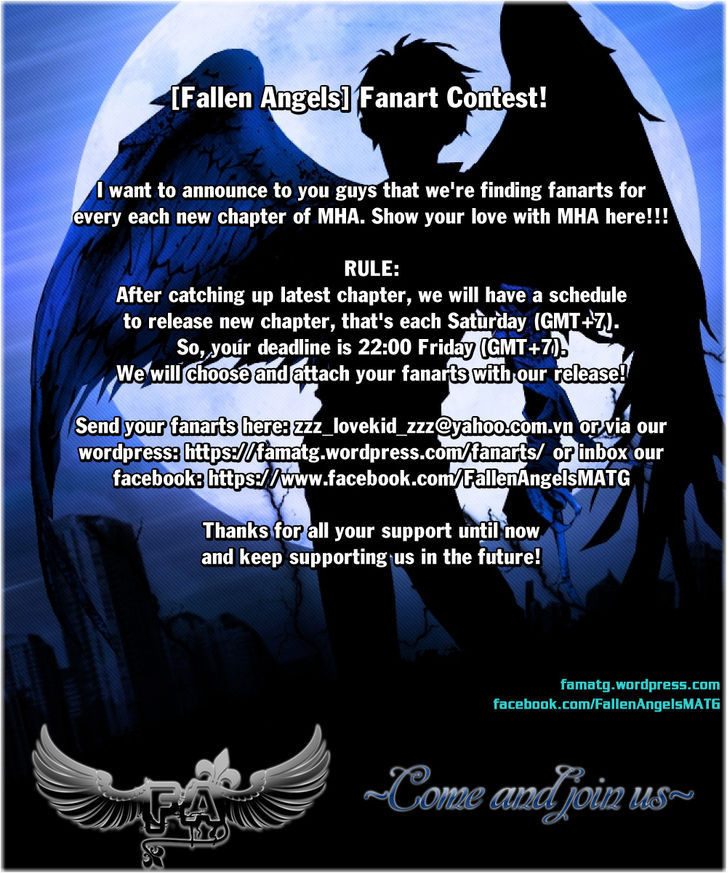 [Fallen Angels] Fanart Contest!
I want to announce to you guys that we're finding fanarts for
every each new chapter of MHA. Show your love with MHA here!!!
RULE:
After catching up latest chapter, we will have a schedule
to release new chapter, that's each Saturday (GMT+7).
So, your deadline is 22:00 Friday (GMT+7).
We will choose and attach your fanarts with our release!
Send your fanarts here: zzz_lovekid_zzz@yahoo.com.vn or via our
wordpress: https://famatg.wordpress.com/fanarts/ or inbox our
facebook: https://www.facebook.com/FallenAngelsMATG
Thanks for all your support until now
and keep supporting us in the future!
famatg.wordpress.com
facebook.com/FallenAngelsMATG
FA
~Come and join us~